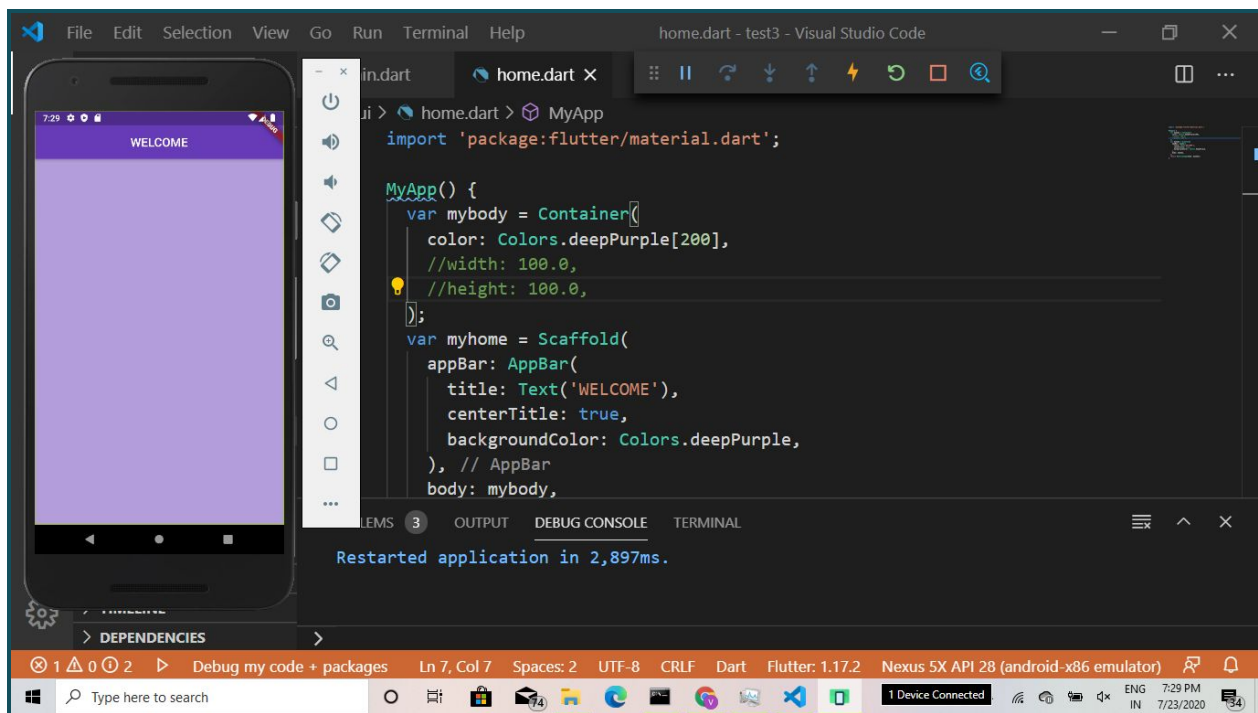 File Edit Selection View Go Run Terminal Help home.dart - test3 - Visual Studio Code
in.dart home.dart
ui > home.dart > MyApp
7:29
WELCOME
import 'package:flutter/material.dart';
MyApp() {
var mybody = Container(
color: Colors.deepPurple[200],
//width: 100.0,
//height: 100.0,
);
var myhome = Scaffold(
appBar: AppBar(
title: Text('WELCOME'),
centerTitle: true,
backgroundColor: Colors.deepPurple,
), // AppBar
body: mybody,
LEMS 3 OUTPUT DEBUG CONSOLE TERMINAL
Restarted application in 2,897ms.
> DEPENDENCIES
>
1 0 2 Debug my code + packages Ln 7, Col 7 Spaces: 2 UTF-8 CRLF Dart Flutter: 1.17.2 Nexus 5X API 28 (android-x86 emulator)
Type here to search 74 1 Device Connected ENG 7:29 PM
IN 7/23/2020 34